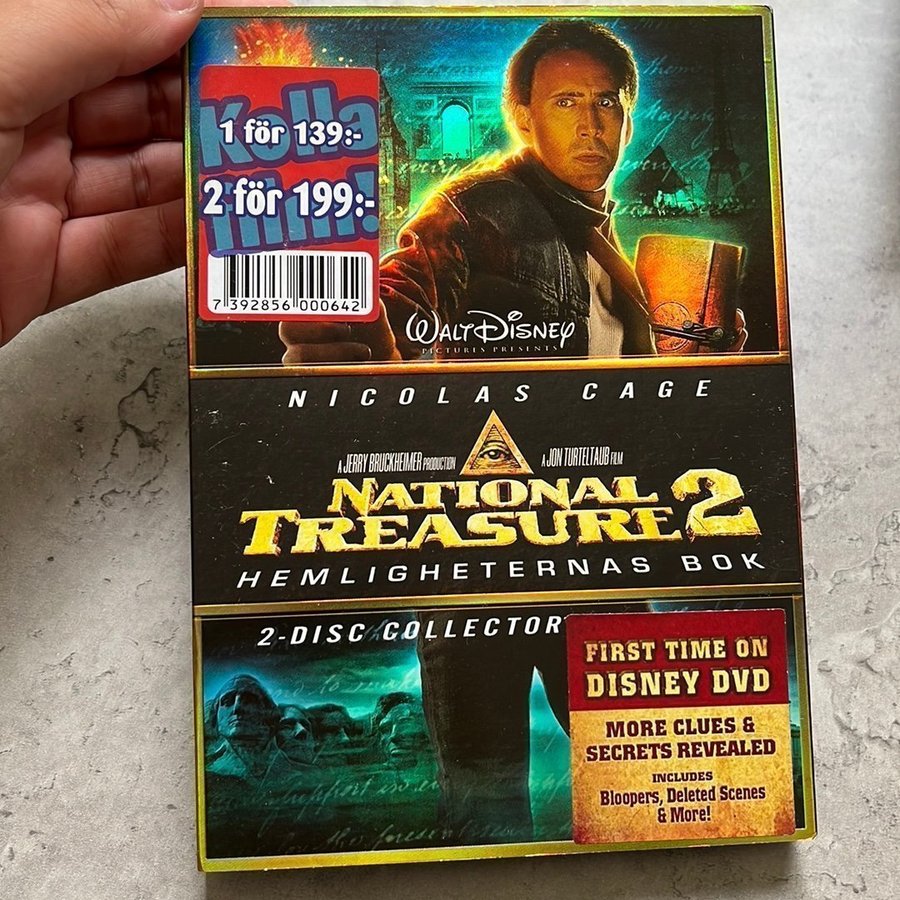 Kolla
1 för 139:-
2 för 199:-
7 392856 000642
WALT DISNEY
PICTURES PRESENTS
NICOLAS CAGE
A JERRY BRUCKHEIMER PRODUCTION
A JON TURTELTAUB FILM
NATIONAL
TREASURE 2
HEMLIGHETERNAS BOK
2-DISC COLLECTOR
FIRST TIME ON
DISNEY DVD
MORE CLUES &
SECRETS REVEALED
INCLUDES
Bloopers, Deleted Scenes
& More!